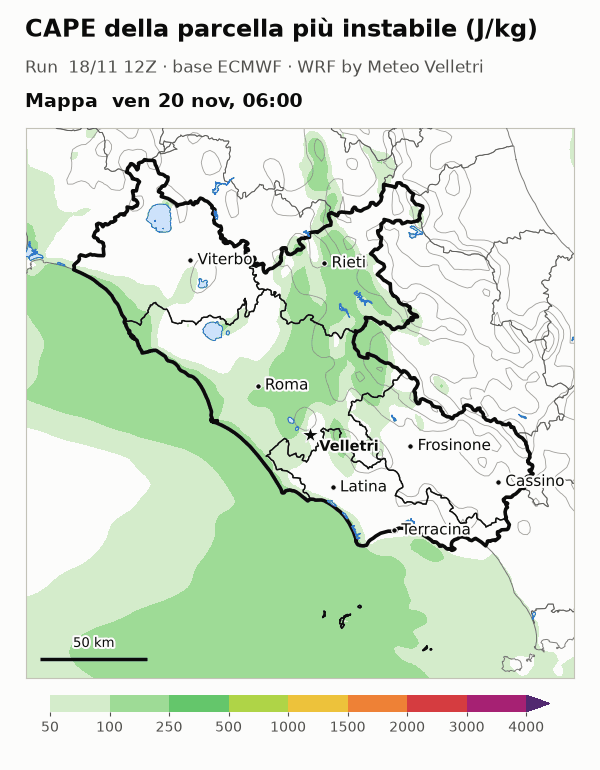 CAPE della parcella più instabile (J/kg)
Run  18/11 12Z · base ECMWF · WRF by Meteo Velletri
Mappa  ven 20 nov, 06:00
Viterbo
Rieti
Roma
Velletri
Frosinone
Latina
Cassino
Terracina
50 km
50 100 250 500 1000 1500 2000 3000 4000